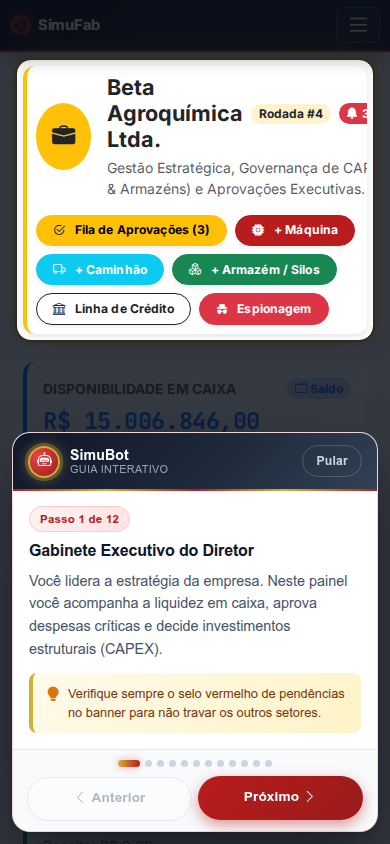 SimuFab
Beta
Agroquímica
Ltda.
Rodada #4
Gestão Estratégica, Governança de
& Armazéns) e Aprovações Executivas.
Fila de Aprovações (3)
+ Máquina
+ Caminhão
+ Armazém / Silos
Linha de Crédito
Espionagem
DISPONIBILIDADE EM CAIXA
Saldo
R$ 15.006.846,00
SimuBot
GUIA INTERATIVO
Pular
Passo 1 de 12
Gabinete Executivo do Diretor
Você lidera a estratégia da empresa. Neste painel
você acompanha a liquidez em caixa, aprova
despesas críticas e decide investimentos
estruturais (CAPEX).
Verifique sempre o selo vermelho de pendências
no banner para não travar os outros setores.
Anterior
Próximo